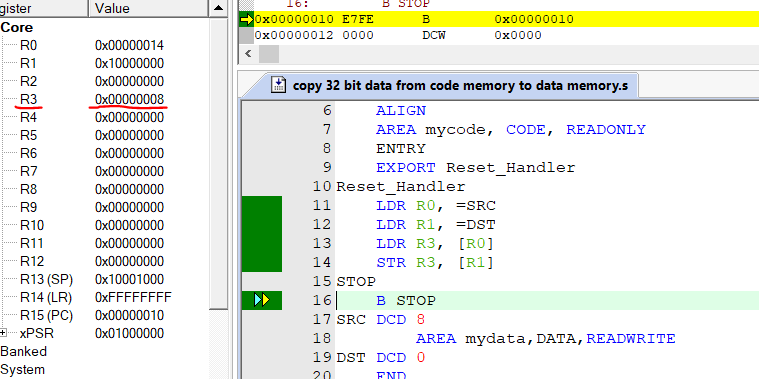 gister Value
Core
R0 0x00000014
R1 0x10000000
R2 0x00000000
R3 0x00000008
R4 0x00000000
R5 0x00000000
R6 0x00000000
R7 0x00000000
R8 0x00000000
R9 0x00000000
R10 0x00000000
R11 0x00000000
R12 0x00000000
R13 (SP) 0x10001000
R14 (LR) 0xFFFFFFFF
R15 (PC) 0x00000010
xPSR 0x01000000
Banked
System
16: B STOP
0x00000010 E7FE B 0x00000010
0x00000012 0000 DCW 0x0000
copy 32 bit data from code memory to data memory.s
6 ALIGN
7 AREA mycode, CODE, READONLY
8 ENTRY
9 EXPORT Reset_Handler
10 Reset_Handler
11 LDR R0, =SRC
12 LDR R1, =DST
13 LDR R3, [R0]
14 STR R3, [R1]
15 STOP
16 B STOP
17 SRC DCD 8
18 AREA mydata,DATA,READWRITE
19 DST DCD 0
20 END